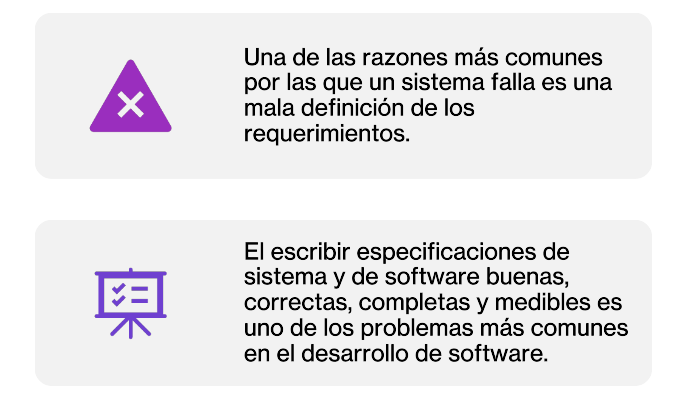 Una de las razones más comunes
por las que un sistema falla es una
mala definición de los
requerimientos.
El escribir especificaciones de
sistema y de software buenas,
correctas, completas y medibles es
uno de los problemas más comunes
en el desarrollo de software.